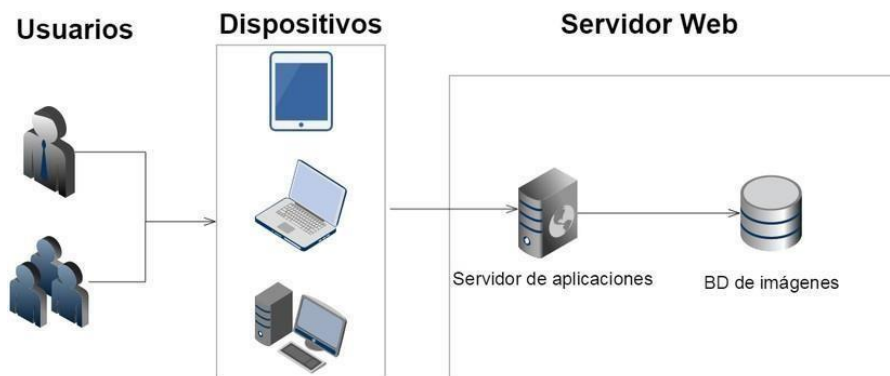 Usuarios
Dispositivos
Servidor Web
Servidor de aplicaciones
BD de imágenes